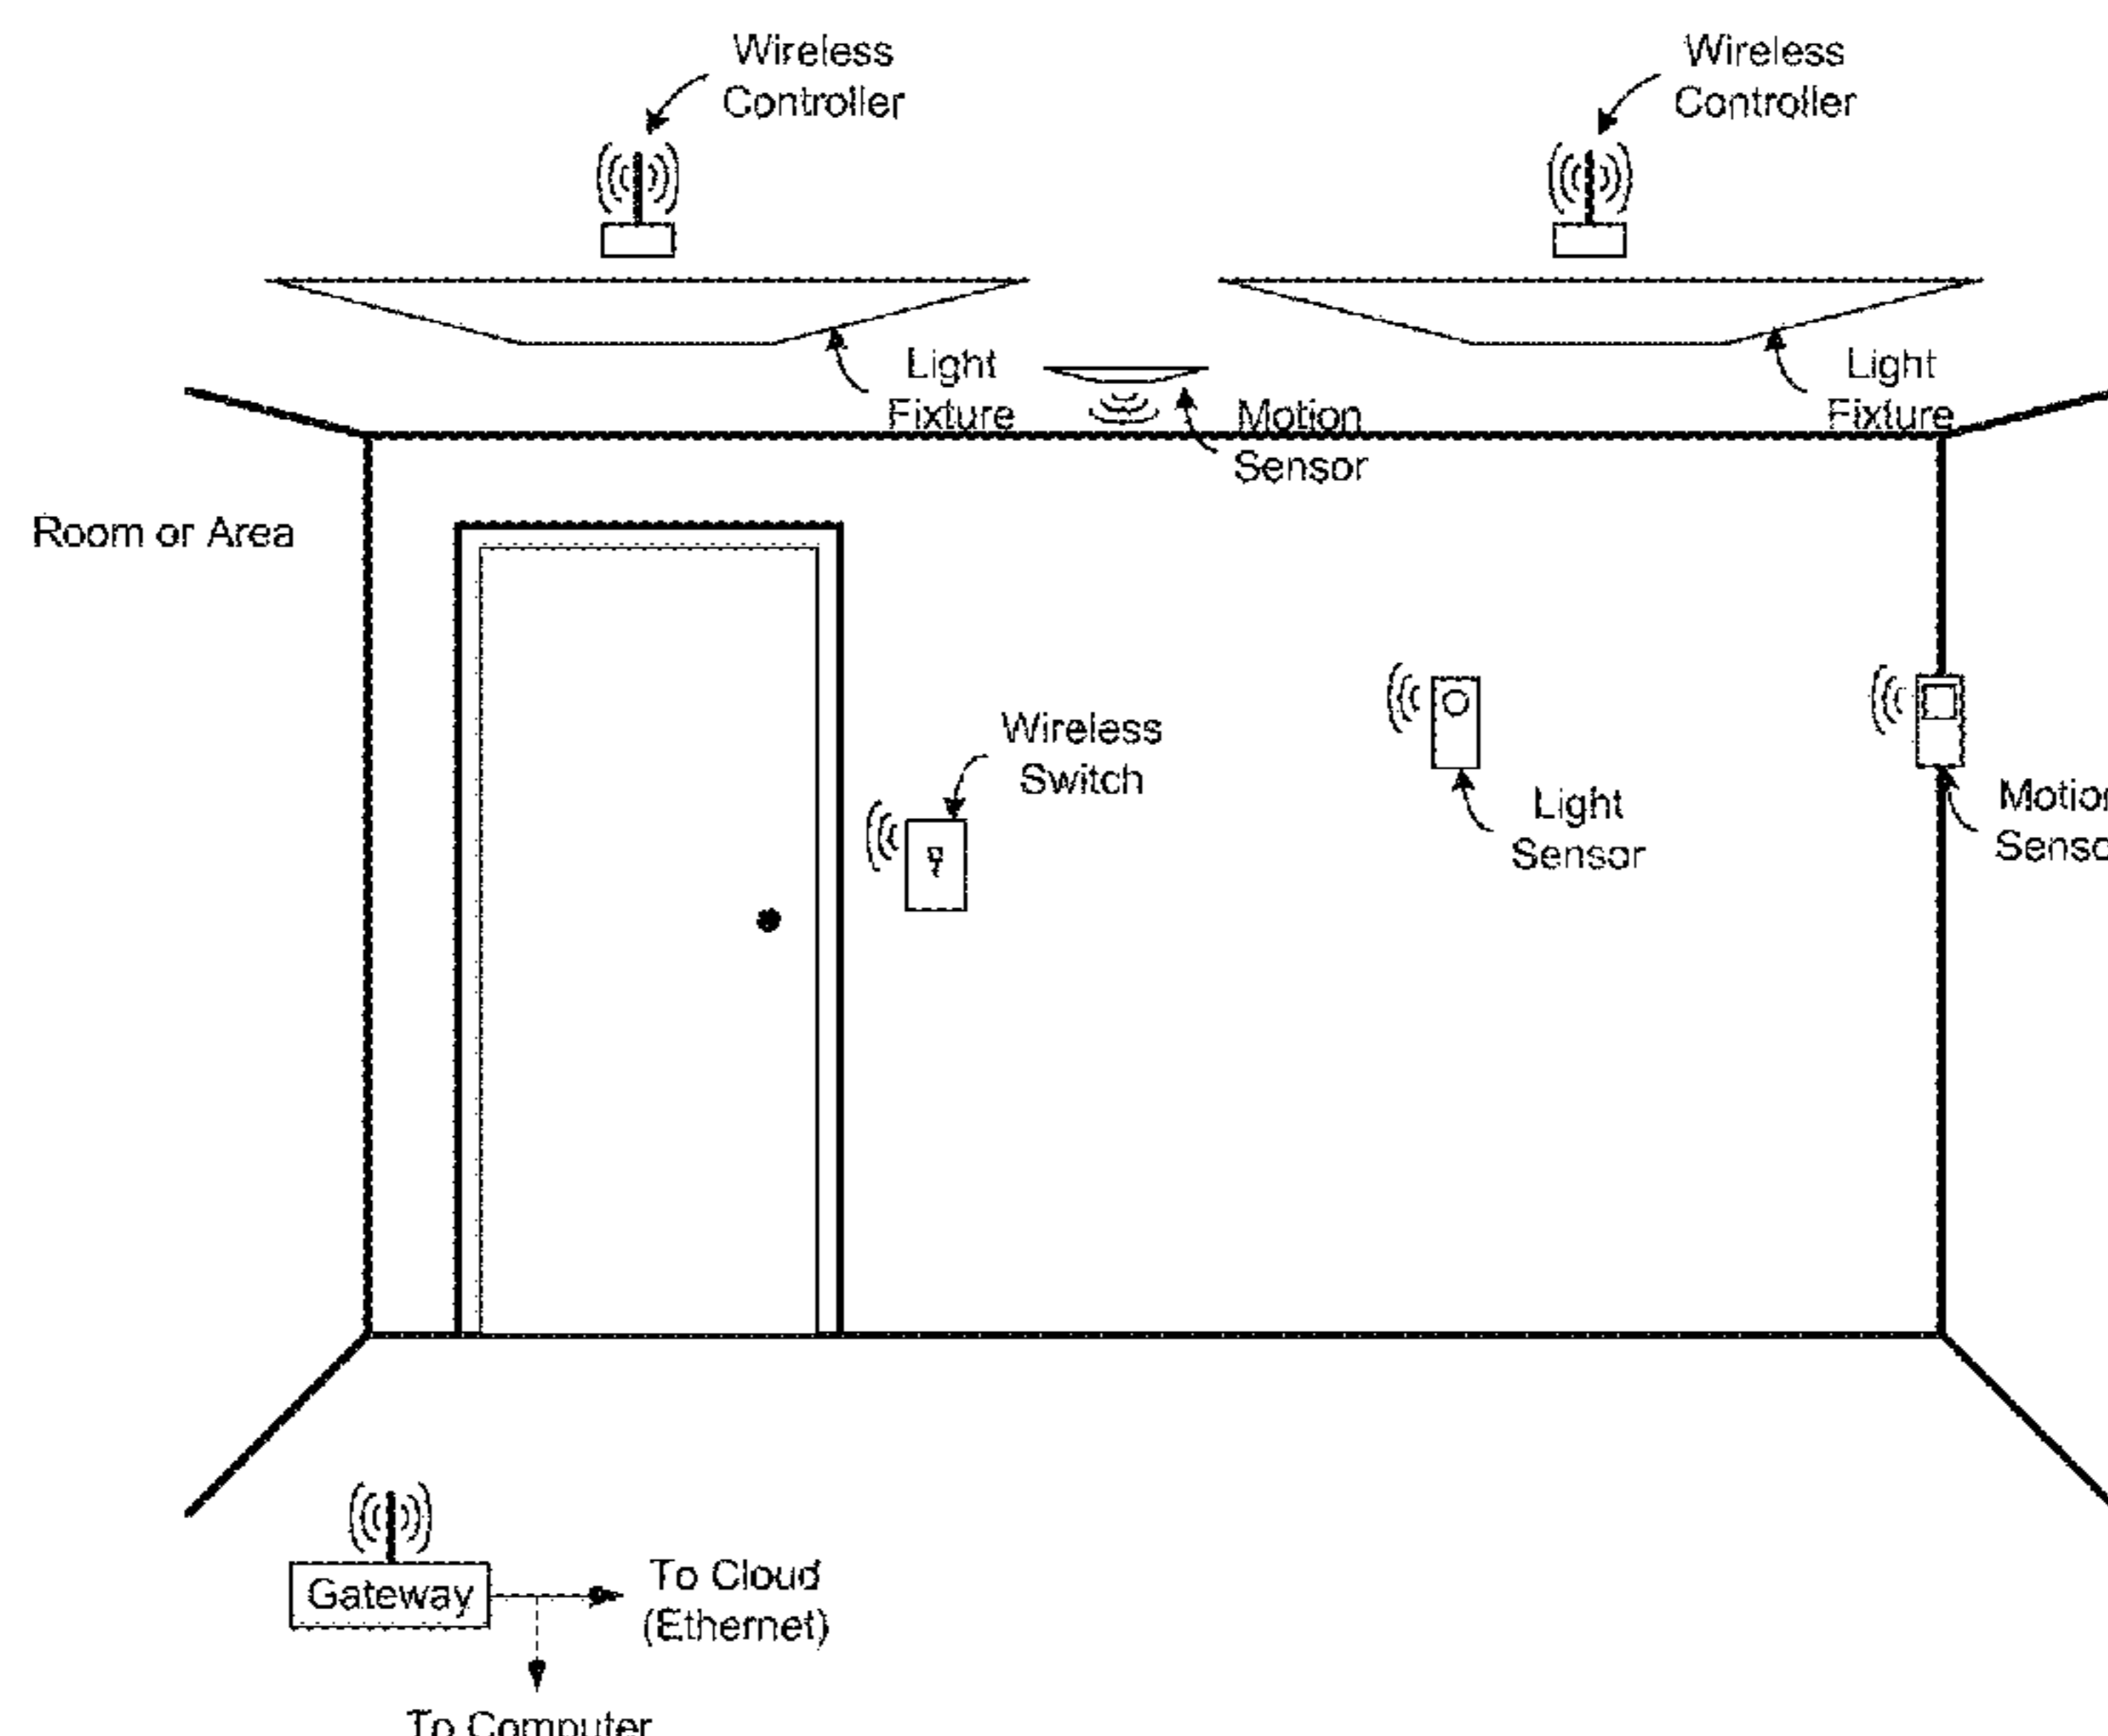 Wireless
Controller
Wireless
Controller
Light
Fixture
Motion
Sensor
Light
Fixture
Room or Area
Wireless
Switch
Light
Sensor
Gateway
To Cloud
(Ethernet)
To Computer